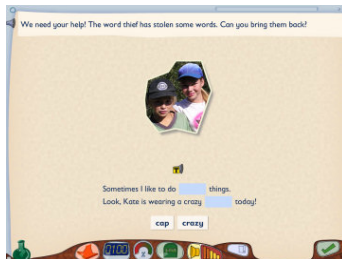 We need your help! The word thief has stolen some words. Can you bring them back?
Sometimes I like to do things.
Look, Kate is wearing a crazy today!
cap crazy